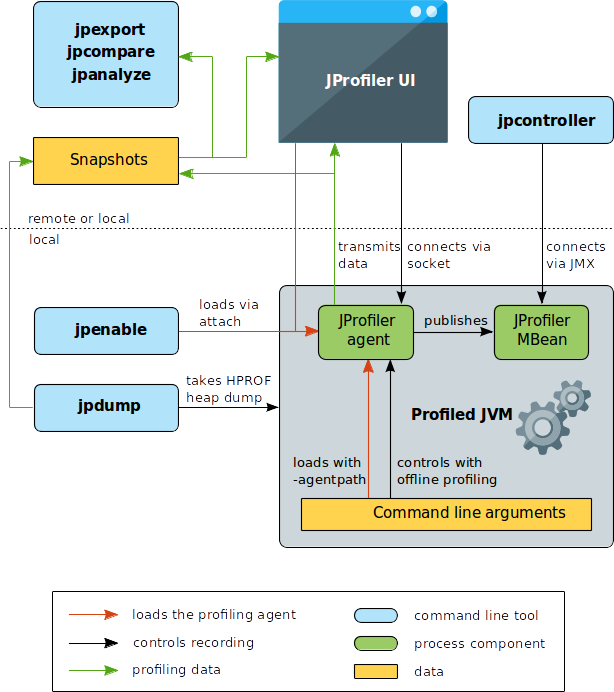 jpexport
jpcompare
jpanalyze
JProfiler UI
jpcontroller
Snapshots
remote or local
local
transmits
data
connects via
socket
connects
via JMX
loads via
attach
jpenable
JProfiler
agent
publishes
JProfiler
MBean
takes HPROF
heap dump
jpdump
Profiled JVM
loads with
-agentpath
controls with
offline profiling
Command line arguments
loads the profiling agent
command line tool
controls recording
process component
profiling data
data